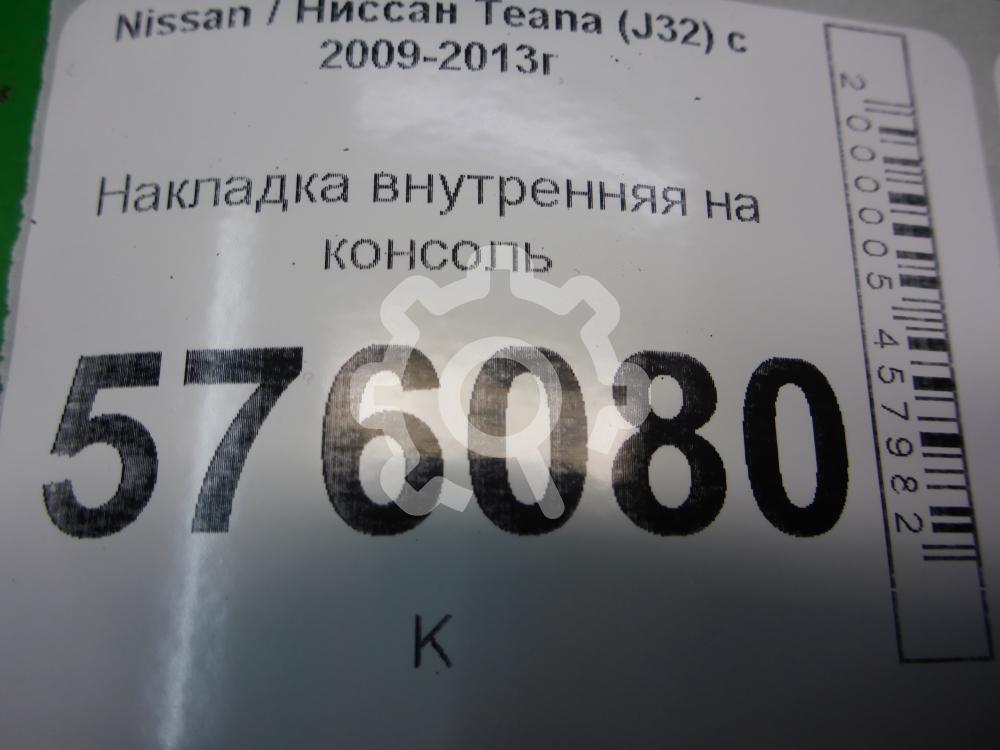 Nissan / Ниссан Teana (J32) с
2009-2013г
Накладка внутренняя на
консоль
576080
К
2000005457982